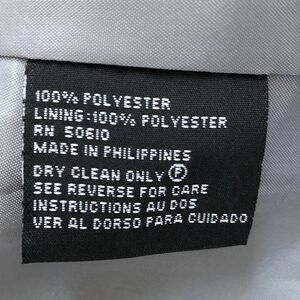 100% POLYESTER
LINING:100% POLYESTER
RN 50610
MADE IN PHILIPPINES
DRY CLEAN ONLY Ⓟ
SEE REVERSE FOR CARE
INSTRUCTIONS AU DOS
VER AL DORSO PARA CUIDADO